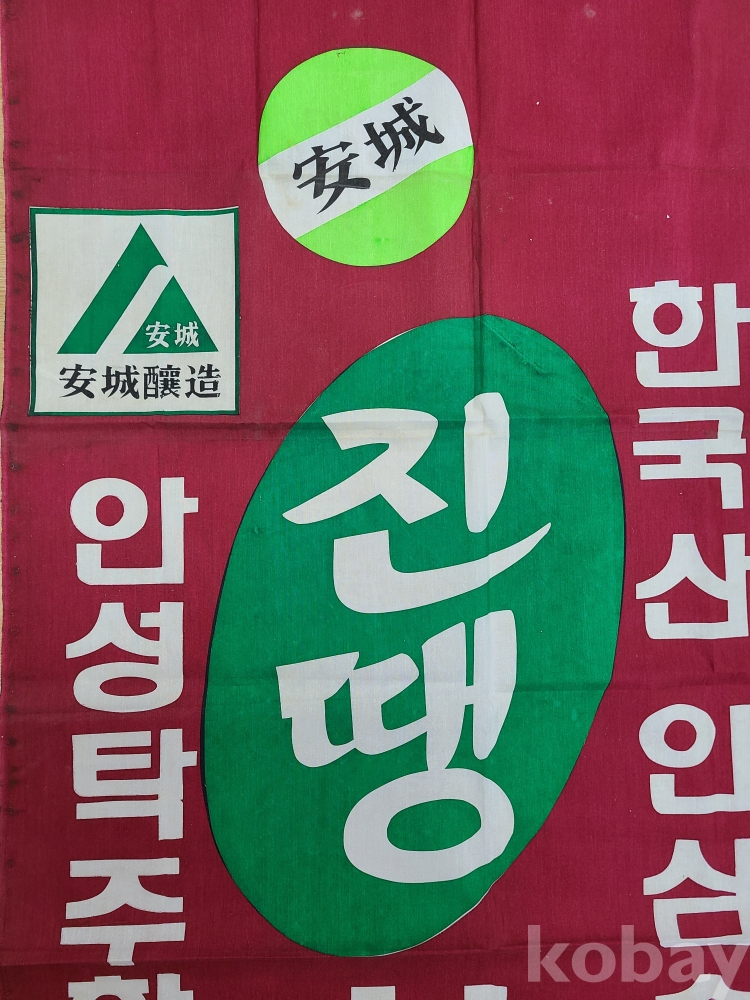 安城
安城
安城釀造
한국산 인삼
진땡
안성탁주
kobay